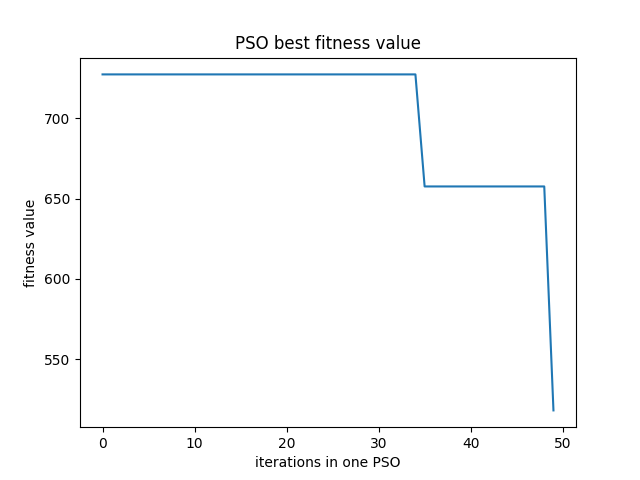 PSO best fitness value
fitness value
700
650
600
550
0 10 20 30 40 50
iterations in one PSO